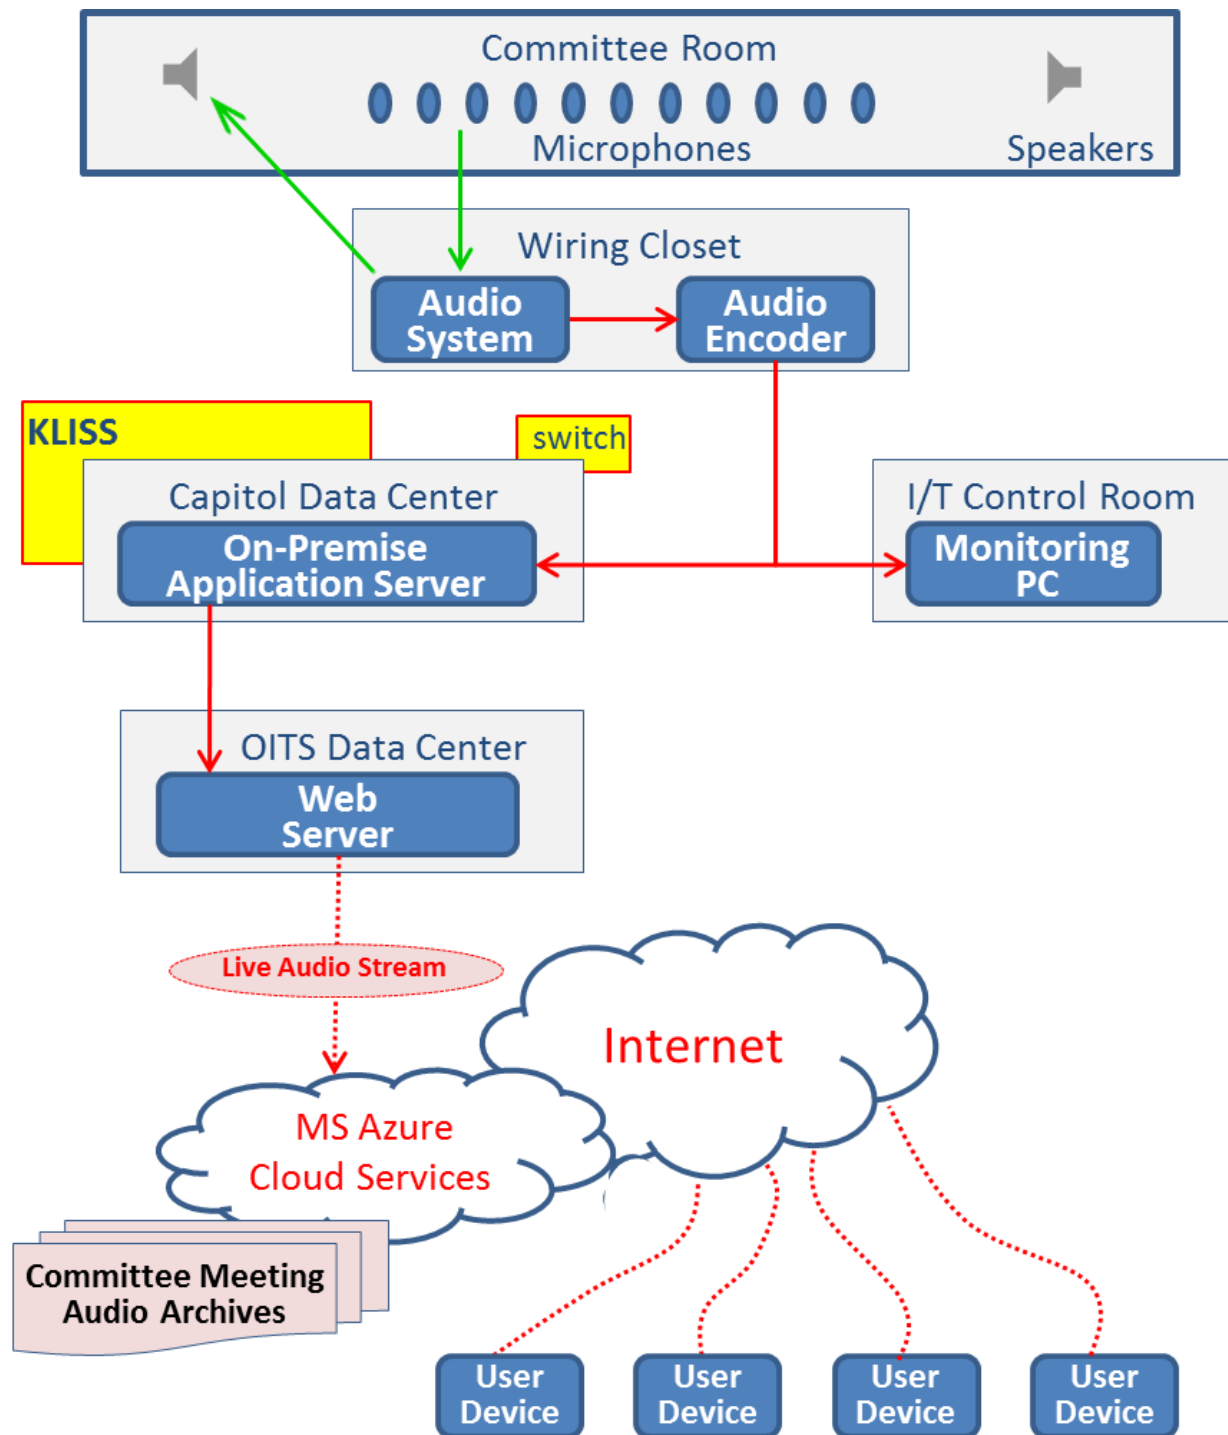 Committee Room
Microphones
Speakers
Wiring Closet
Audio
System
Audio
Encoder
KLISS
switch
Capitol Data Center
On-Premise
Application Server
I/T Control Room
Monitoring
PC
OITS Data Center
Web
Server
Live Audio Stream
Internet
MS Azure
Cloud Services
Committee Meeting
Audio Archives
User
Device
User
Device
User
Device
User
Device